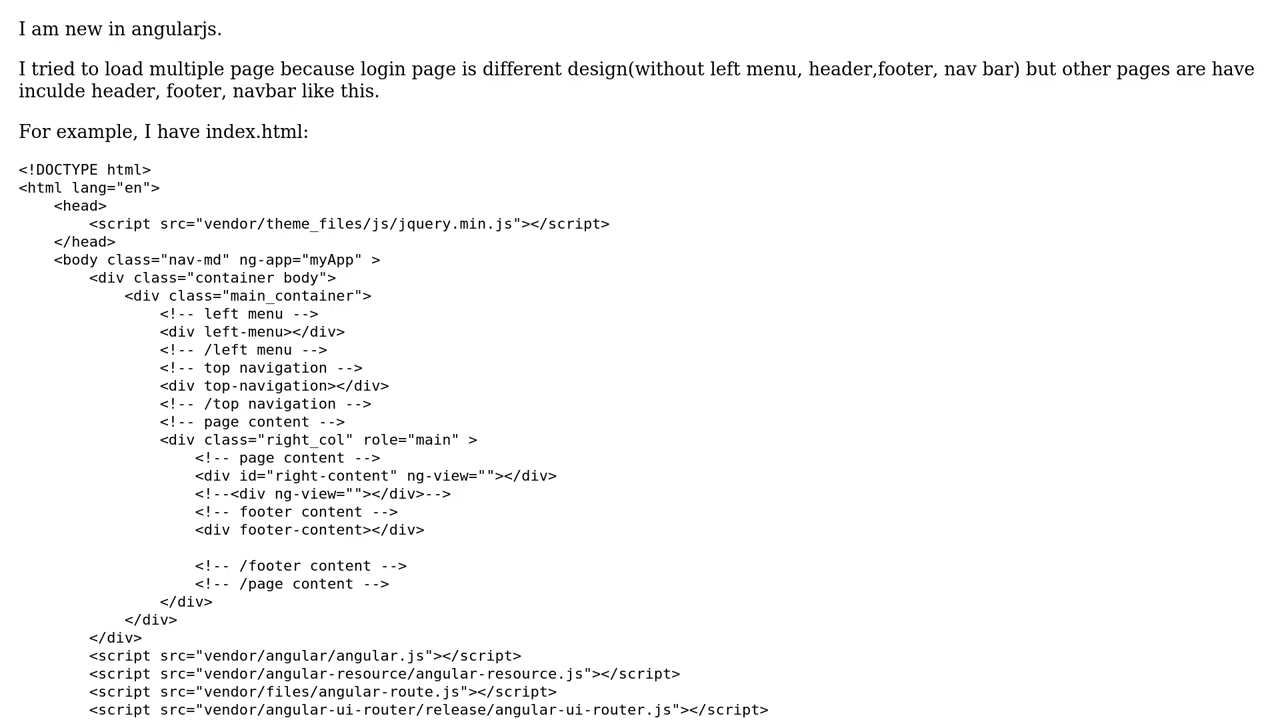 I am new in angularjs.
I tried to load multiple page because login page is different design(without left menu, header,footer, nav bar) but other pages are have
inculde header, footer, navbar like this.
For example, I have index.html:
<!DOCTYPE html>
<html lang="en">
    <head>
        <script src="vendor/theme_files/js/jquery.min.js"></script>
    </head>
    <body class="nav-md" ng-app="myApp" >
        <div class="container body">
            <div class="main_container">
                <!-- left menu -->
                <div left-menu></div>
                <!-- /left menu -->
                <!-- top navigation -->
                <div top-navigation></div>
                <!-- /top navigation -->
                <!-- page content -->
                <div class="right_col" role="main" >
                    <!-- page content -->
                    <div id="right-content" ng-view=""></div>
                    <!--<div ng-view=""></div>-->
                    <!-- footer content -->
                    <div footer-content></div>
                    <!-- /footer content -->
                    <!-- /page content -->
                </div>
            </div>
        </div>
        <script src="vendor/angular/angular.js"></script>
        <script src="vendor/angular-resource/angular-resource.js"></script>
        <script src="vendor/files/angular-route.js"></script>
        <script src="vendor/angular-ui-router/release/angular-ui-router.js"></script>